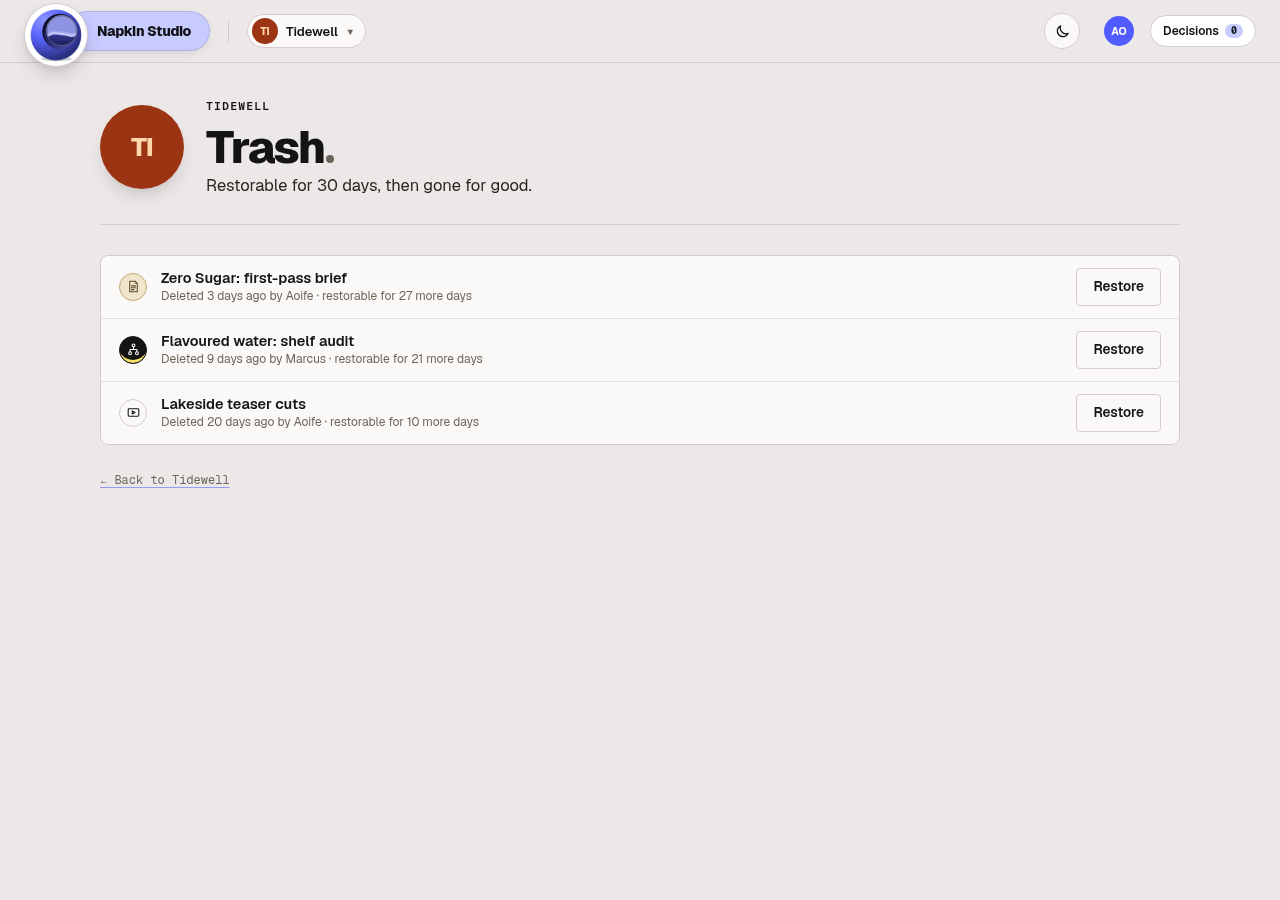 Napkin Studio
TI
Tidewell ▾
AO
Decisions 0
TI
TIDEWELL
Trash.
Restorable for 30 days, then gone for good.
Zero Sugar: first-pass brief
Deleted 3 days ago by Aoife · restorable for 27 more days
Restore
Flavoured water: shelf audit
Deleted 9 days ago by Marcus · restorable for 21 more days
Restore
Lakeside teaser cuts
Deleted 20 days ago by Aoife · restorable for 10 more days
Restore
← Back to Tidewell